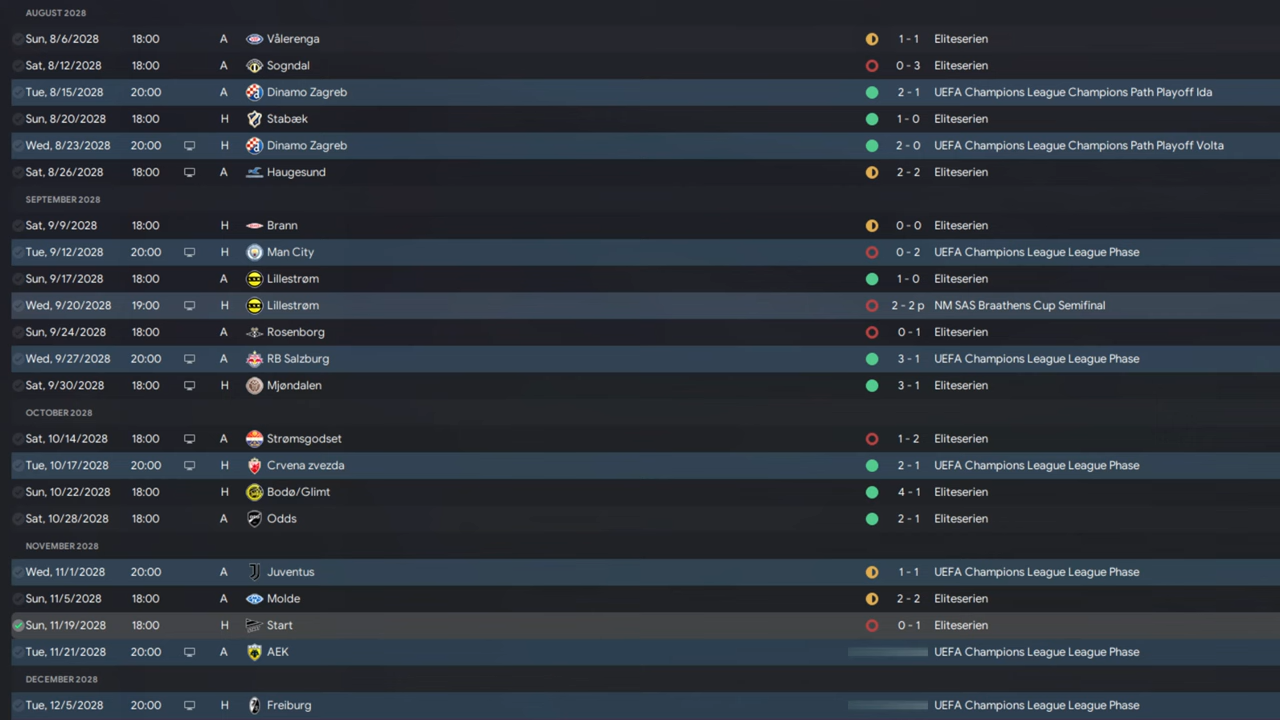 AUGUST 2028
Sun, 8/6/2028 18:00 A Vålerenga 1 - 1 Eliteserien
Sat, 8/12/2028 18:00 A Sogndal 0 - 3 Eliteserien
Tue, 8/15/2028 20:00 A Dinamo Zagreb 2 - 1 UEFA Champions League Champions Path Playoff Ida
Sun, 8/20/2028 18:00 H Stabæk 1 - 0 Eliteserien
Wed, 8/23/2028 20:00 H Dinamo Zagreb 2 - 0 UEFA Champions League Champions Path Playoff Volta
Sat, 8/26/2028 18:00 A Haugesund 2 - 2 Eliteserien
SEPTEMBER 2028
Sat, 9/9/2028 18:00 H Brann 0 - 0 Eliteserien
Tue, 9/12/2028 20:00 H Man City 0 - 2 UEFA Champions League League Phase
Sun, 9/17/2028 18:00 A Lillestrøm 1 - 0 Eliteserien
Wed, 9/20/2028 19:00 H Lillestrøm 2 - 2 p NM SAS Braathens Cup Semifinal
Sun, 9/24/2028 18:00 A Rosenborg 0 - 1 Eliteserien
Wed, 9/27/2028 20:00 A RB Salzburg 3 - 1 UEFA Champions League League Phase
Sat, 9/30/2028 18:00 H Mjøndalen 3 - 1 Eliteserien
OCTOBER 2028
Sat, 10/14/2028 18:00 A Strømsgodset 1 - 2 Eliteserien
Tue, 10/17/2028 20:00 H Crvena zvezda 2 - 1 UEFA Champions League League Phase
Sun, 10/22/2028 18:00 H Bodø/Glimt 4 - 1 Eliteserien
Sat, 10/28/2028 18:00 A Odds 2 - 1 Eliteserien
NOVEMBER 2028
Wed, 11/1/2028 20:00 A Juventus 1 - 1 UEFA Champions League League Phase
Sun, 11/5/2028 18:00 A Molde 2 - 2 Eliteserien
Sun, 11/19/2028 18:00 H Start 0 - 1 Eliteserien
Tue, 11/21/2028 20:00 A AEK UEFA Champions League League Phase
DECEMBER 2028
Tue, 12/5/2028 20:00 H Freiburg UEFA Champions League League Phase